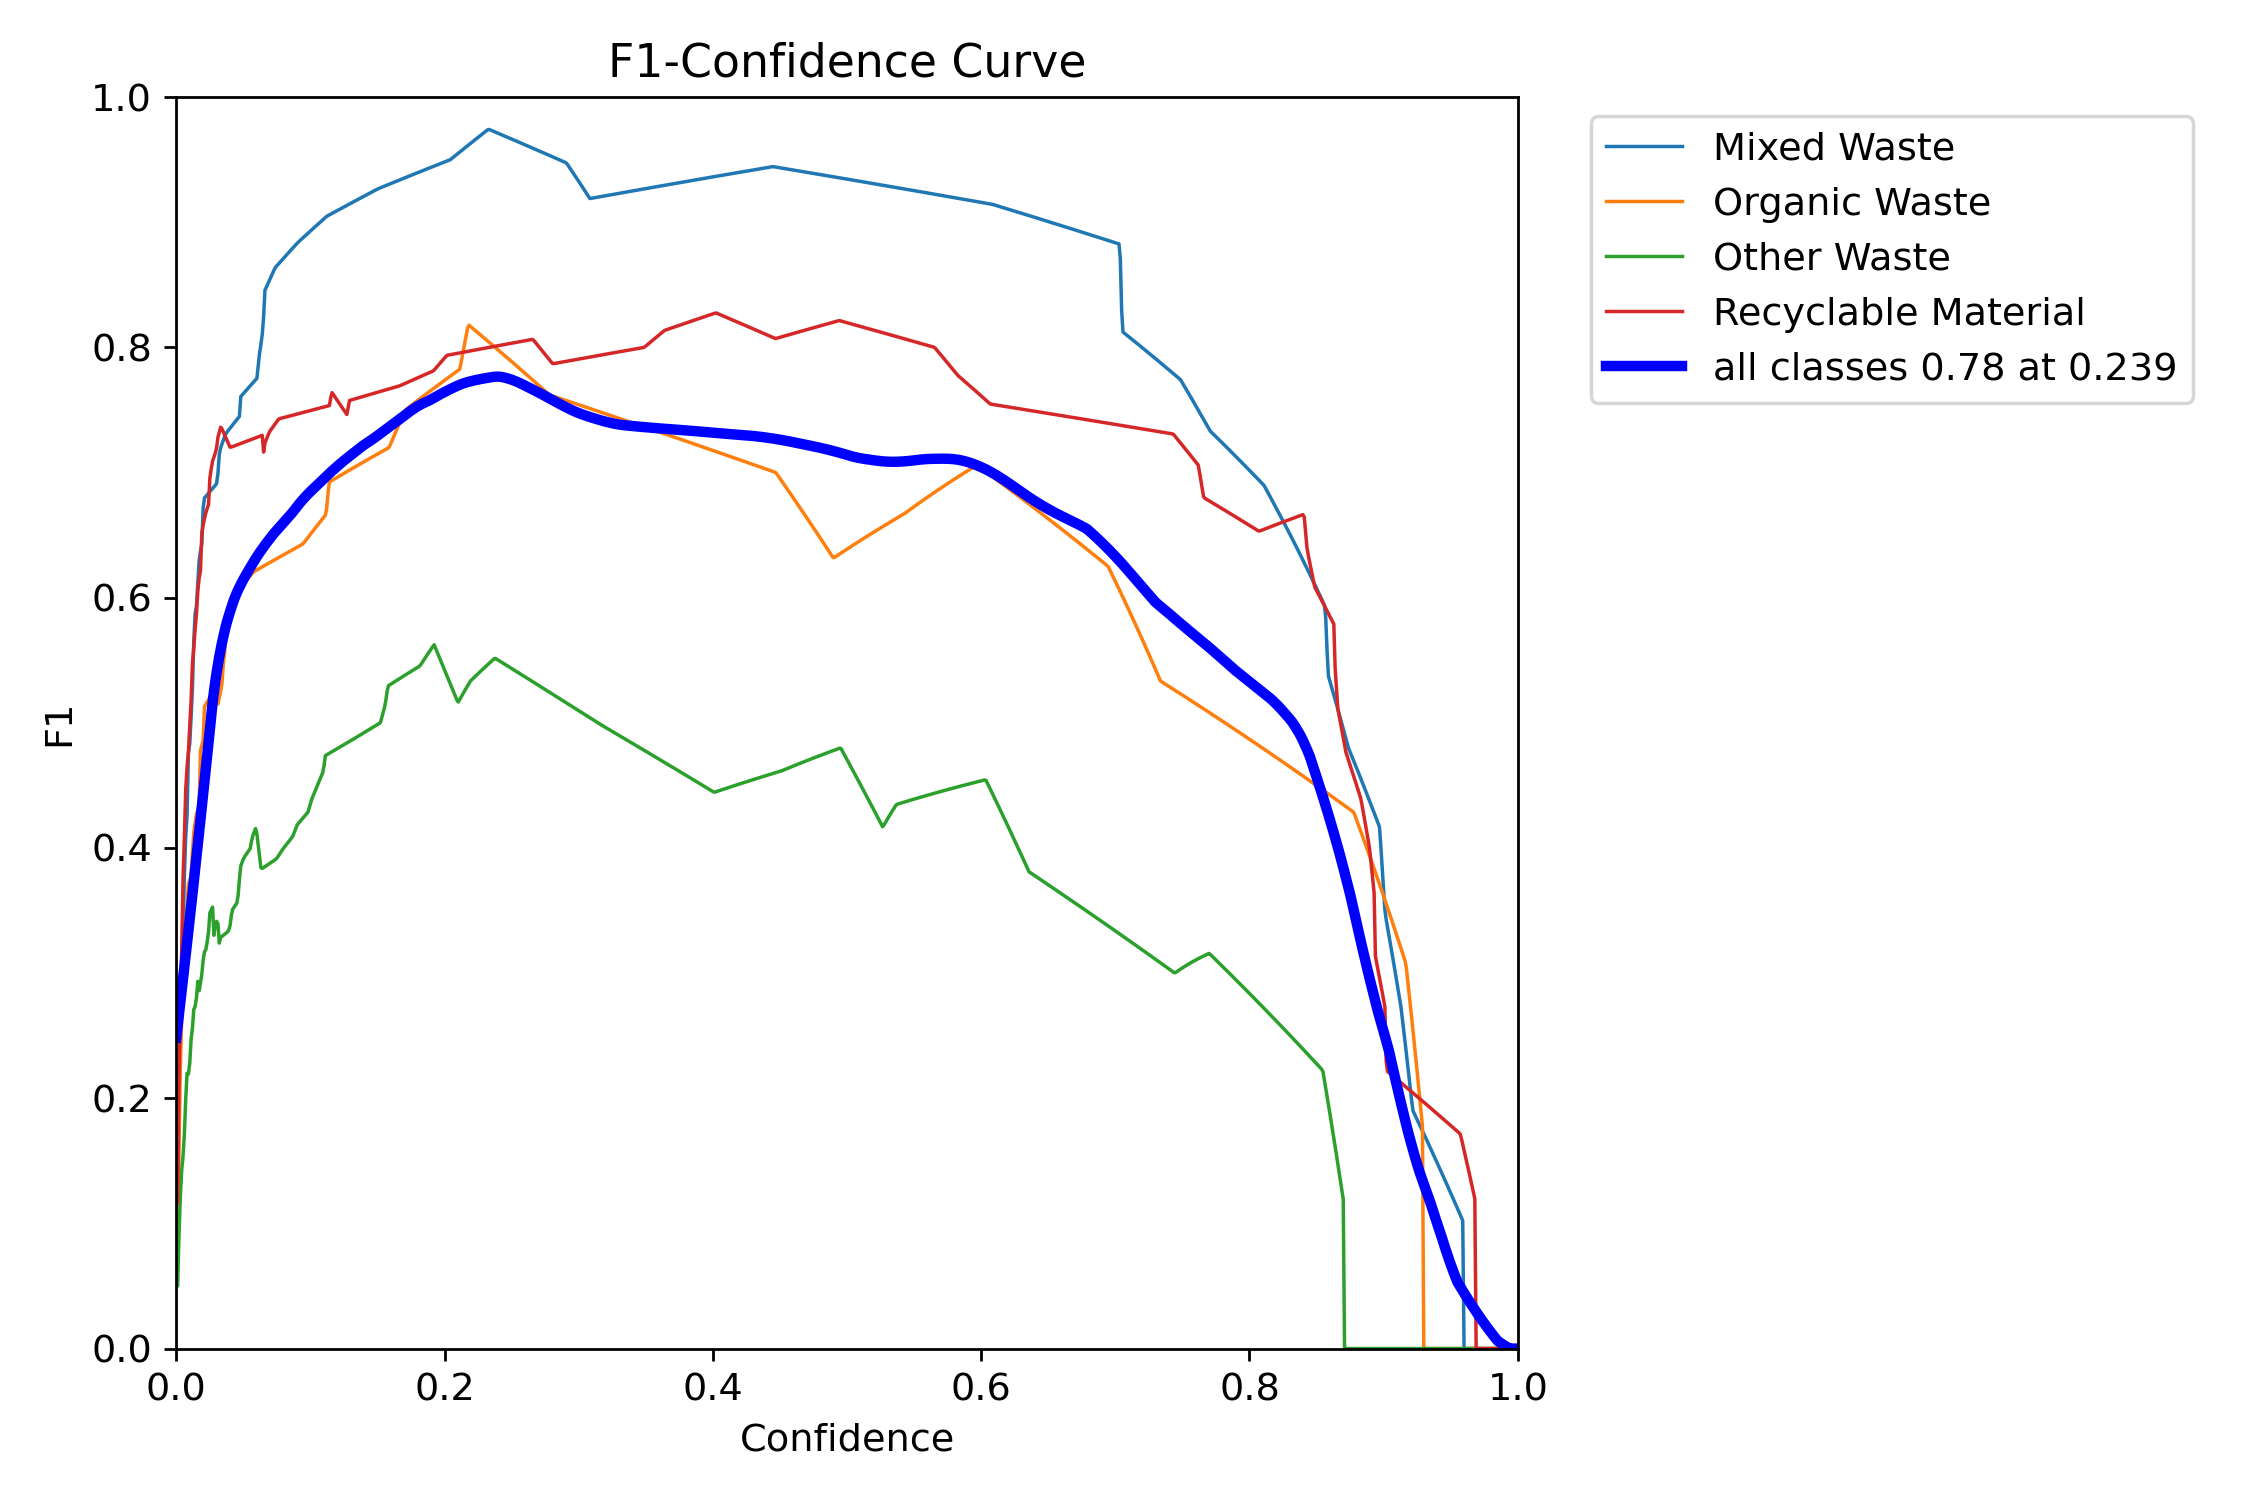 F1-Confidence Curve
1.0
0.8
0.6
0.4
0.2
0.0
F1
0.0 0.2 0.4 0.6 0.8 1.0
Confidence
Mixed Waste
Organic Waste
Other Waste
Recyclable Material
all classes 0.78 at 0.239